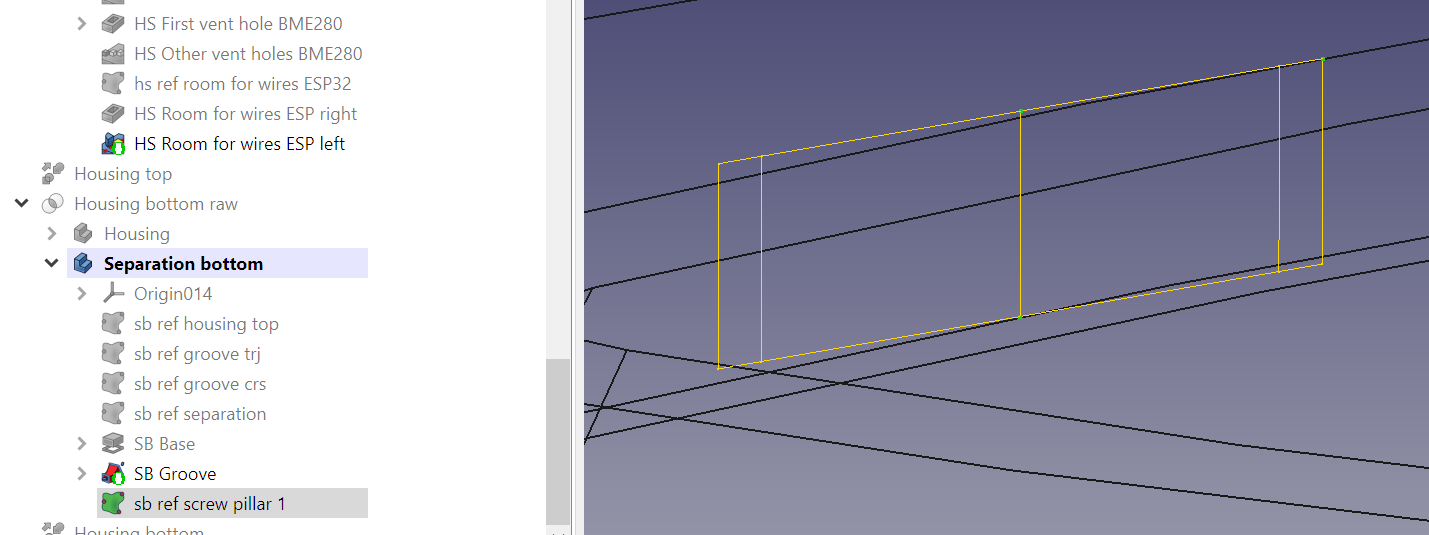 HS First vent hole BME280
HS Other vent holes BME280
hs ref room for wires ESP32
HS Room for wires ESP right
HS Room for wires ESP left
Housing top
Housing bottom raw
Housing
Separation bottom
Origin014
sb ref housing top
sb ref groove trj
sb ref groove crs
sb ref separation
SB Base
SB Groove
sb ref screw pillar 1
Housing bottom